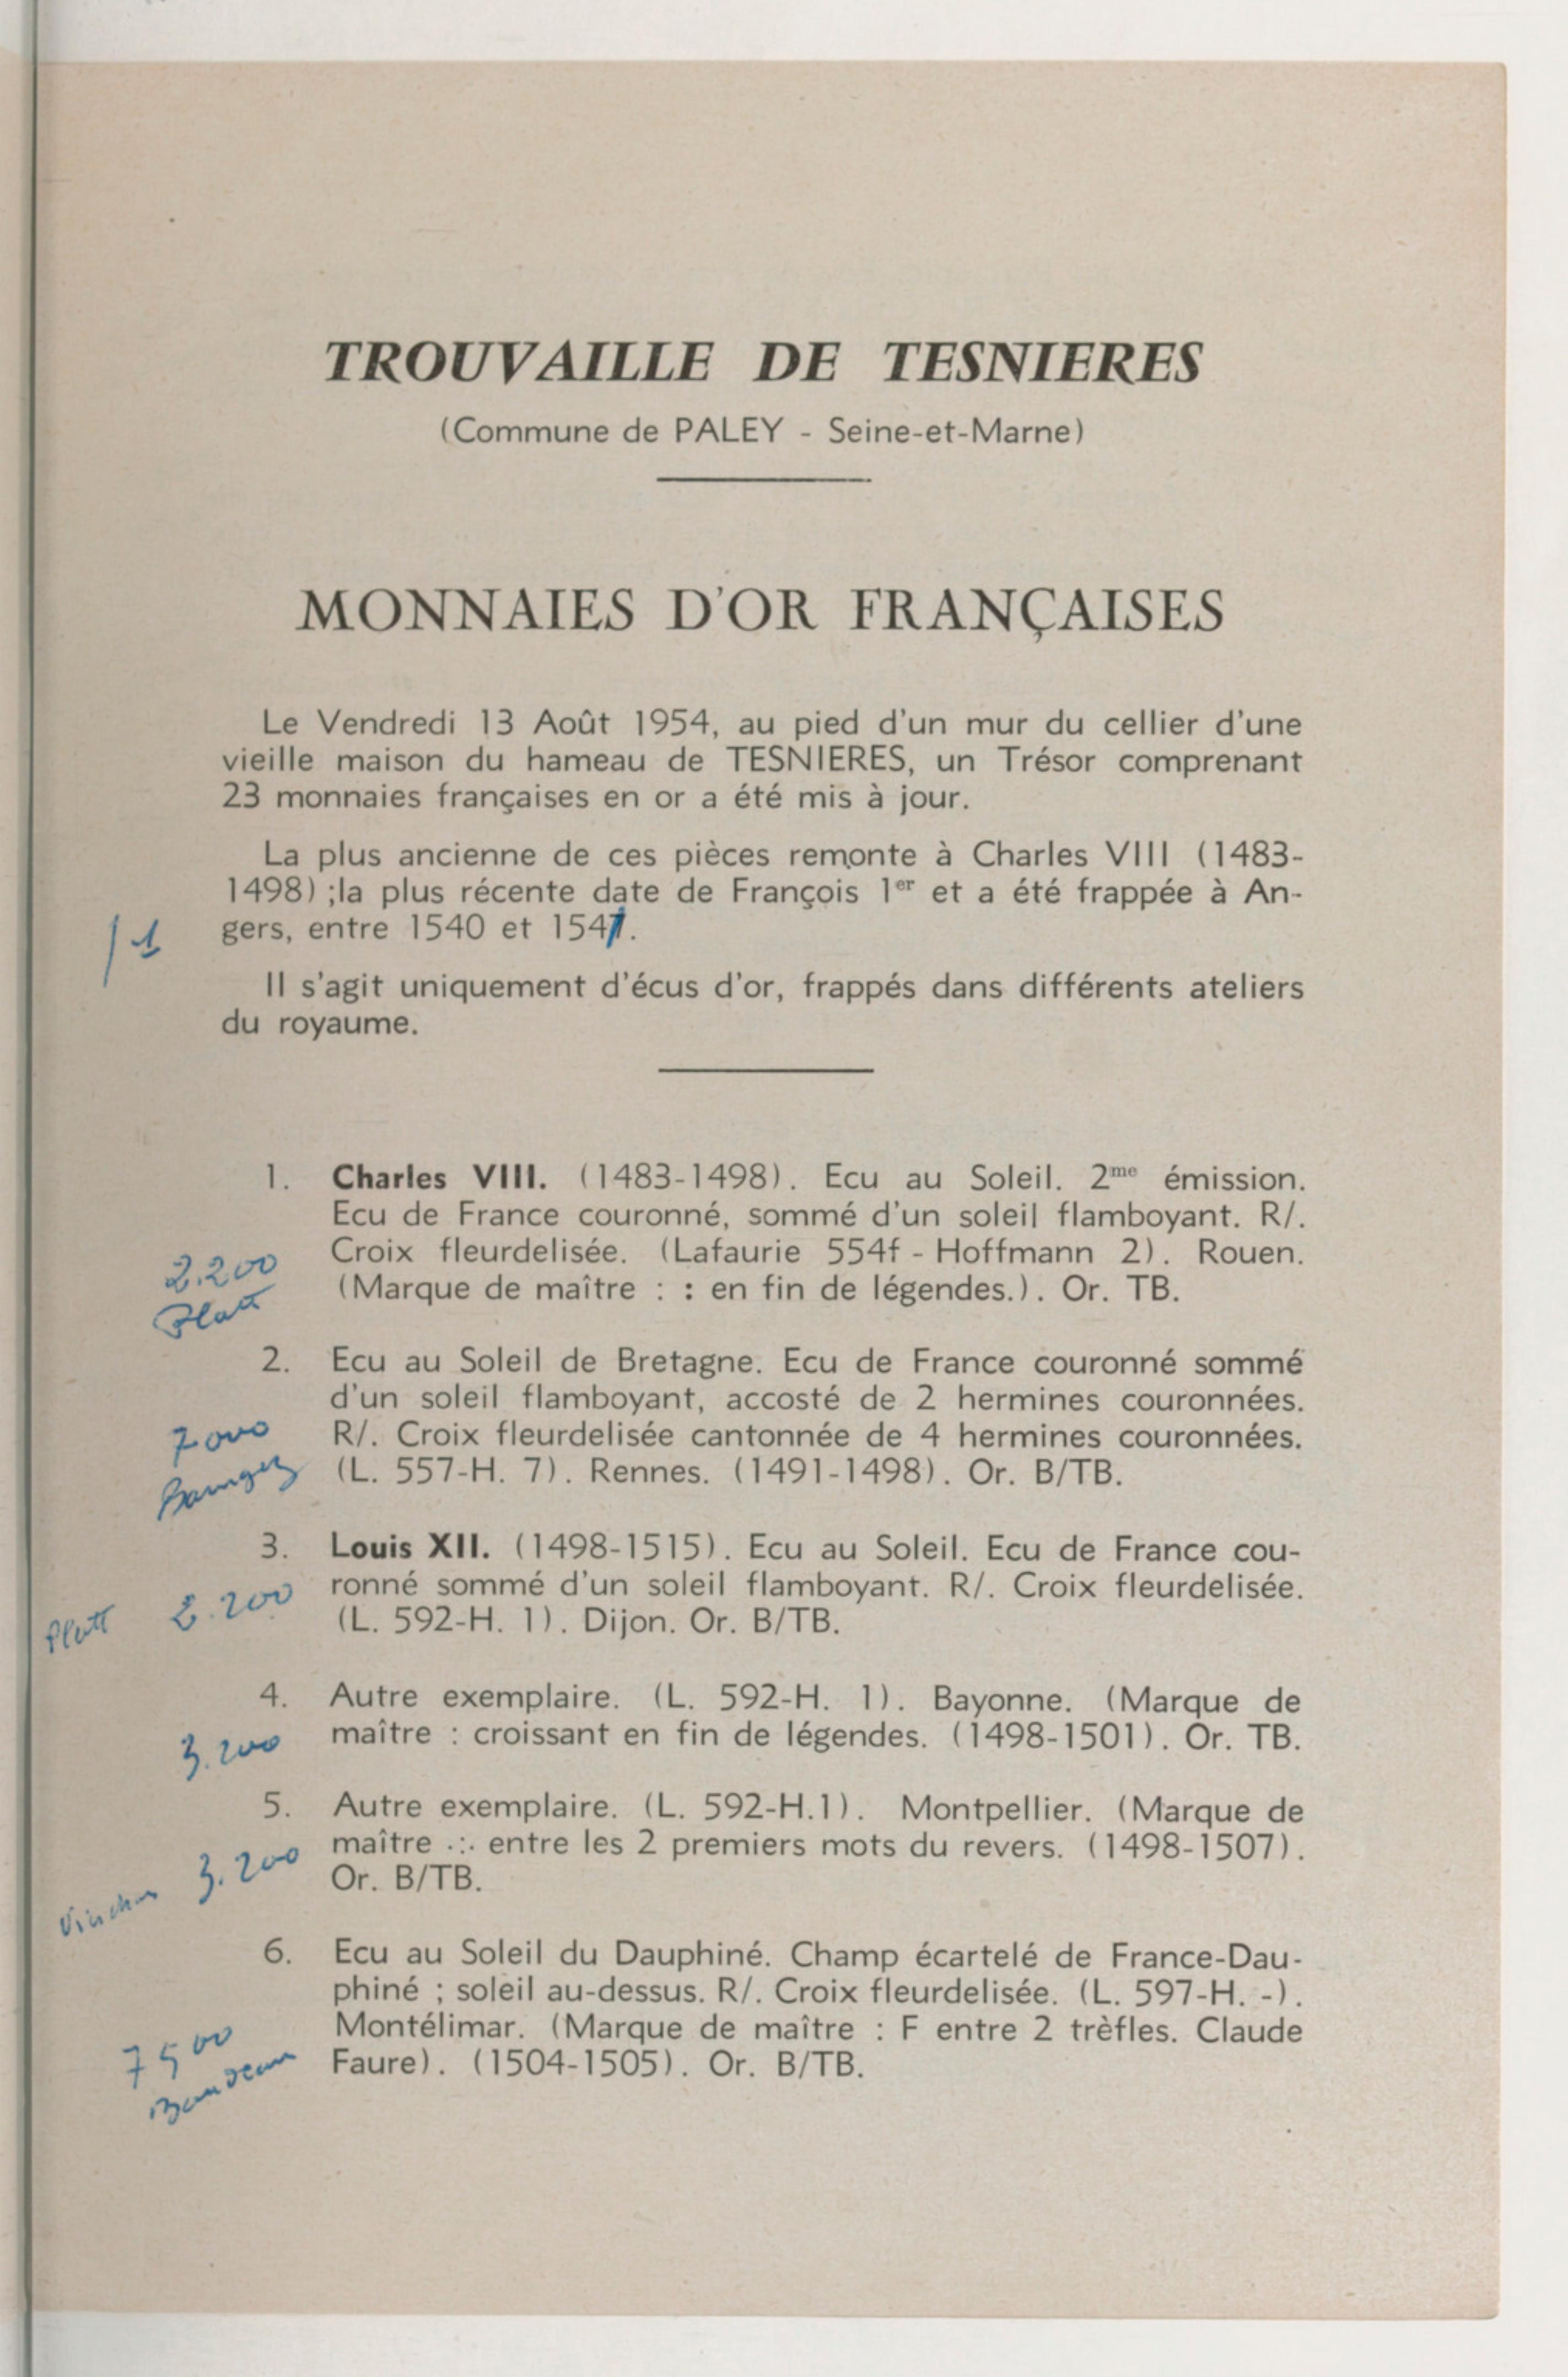 TROUVAILLE DE TESNIERES
(Commune de PALEY - Seine-et-Marne)
MONNAIES D'OR FRANÇAISES
Le Vendredi 13 Août 1954, au pied d'un mur du cellier d'une
vieille maison du hameau de TESNIERES, un Trésor comprenant
23 monnaies françaises en or a été mis à jour.
La plus ancienne de ces pièces remonte à Charles VIII (1483-
1498) ;la plus récente date de François 1er et a été frappée à An-
/1 gers, entre 1540 et 1547.
Il s'agit uniquement d'écus d'or, frappés dans différents ateliers
du royaume.
1. Charles VIII. (1483-1498). Ecu au Soleil. 2me émission.
Ecu de France couronné, sommé d'un soleil flamboyant. R/.
Croix fleurdelisée. (Lafaurie 554f - Hoffmann 2). Rouen.
(Marque de maître : : en fin de légendes.). Or. TB.
2.200
Platt
2. Ecu au Soleil de Bretagne. Ecu de France couronné sommé
d'un soleil flamboyant, accosté de 2 hermines couronnées.
R/. Croix fleurdelisée cantonnée de 4 hermines couronnées.
(L. 557-H. 7). Rennes. (1491-1498). Or. B/TB.
7000
3. Louis XII. (1498-1515). Ecu au Soleil. Ecu de France cou-
ronné sommé d'un soleil flamboyant. R/. Croix fleurdelisée.
(L. 592-H. 1). Dijon. Or. B/TB.
Platt 2.200
4. Autre exemplaire. (L. 592-H. 1). Bayonne. (Marque de
maître : croissant en fin de légendes. (1498-1501). Or. TB.
3.200
5. Autre exemplaire. (L. 592-H.1). Montpellier. (Marque de
maître .:. entre les 2 premiers mots du revers. (1498-1507).
Or. B/TB.
3.200
6. Ecu au Soleil du Dauphiné. Champ écartelé de France-Dau-
phiné ; soleil au-dessus. R/. Croix fleurdelisée. (L. 597-H. -).
Montélimar. (Marque de maître : F entre 2 trèfles. Claude
Faure). (1504-1505). Or. B/TB.
7500